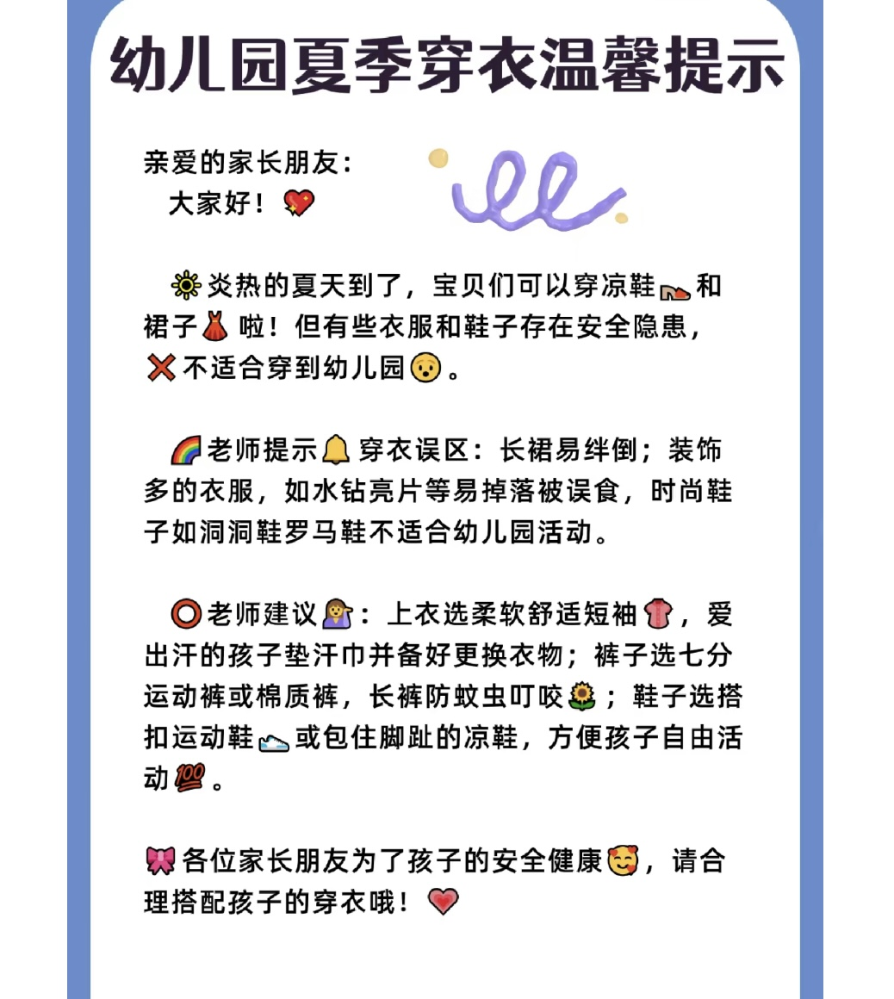 幼儿园夏季穿衣温馨提示
亲爱的家长朋友：
大家好！💖
🔆炎热的夏天到了，宝贝们可以穿凉鞋👡和
裙子👗啦！但有些衣服和鞋子存在安全隐患，
❌不适合穿到幼儿园😯。
🌈老师提示🔔穿衣误区：长裙易绊倒；装饰
多的衣服，如水钻亮片等易掉落被误食，时尚鞋
子如洞洞鞋罗马鞋不适合幼儿园活动。
⭕老师建议💁‍♀️：上衣选柔软舒适短袖👚，爱
出汗的孩子垫汗巾并备好更换衣物；裤子选七分
运动裤或棉质裤，长裤防蚊虫叮咬🌻；鞋子选搭
扣运动鞋👟或包住脚趾的凉鞋，方便孩子自由活
动💯。
🎀各位家长朋友为了孩子的安全健康🥰，请合
理搭配孩子的穿衣哦！💗